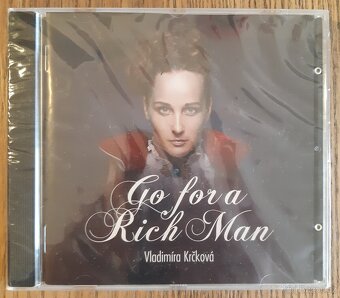 Go for a
Rich Man
Vladimíra Krčková